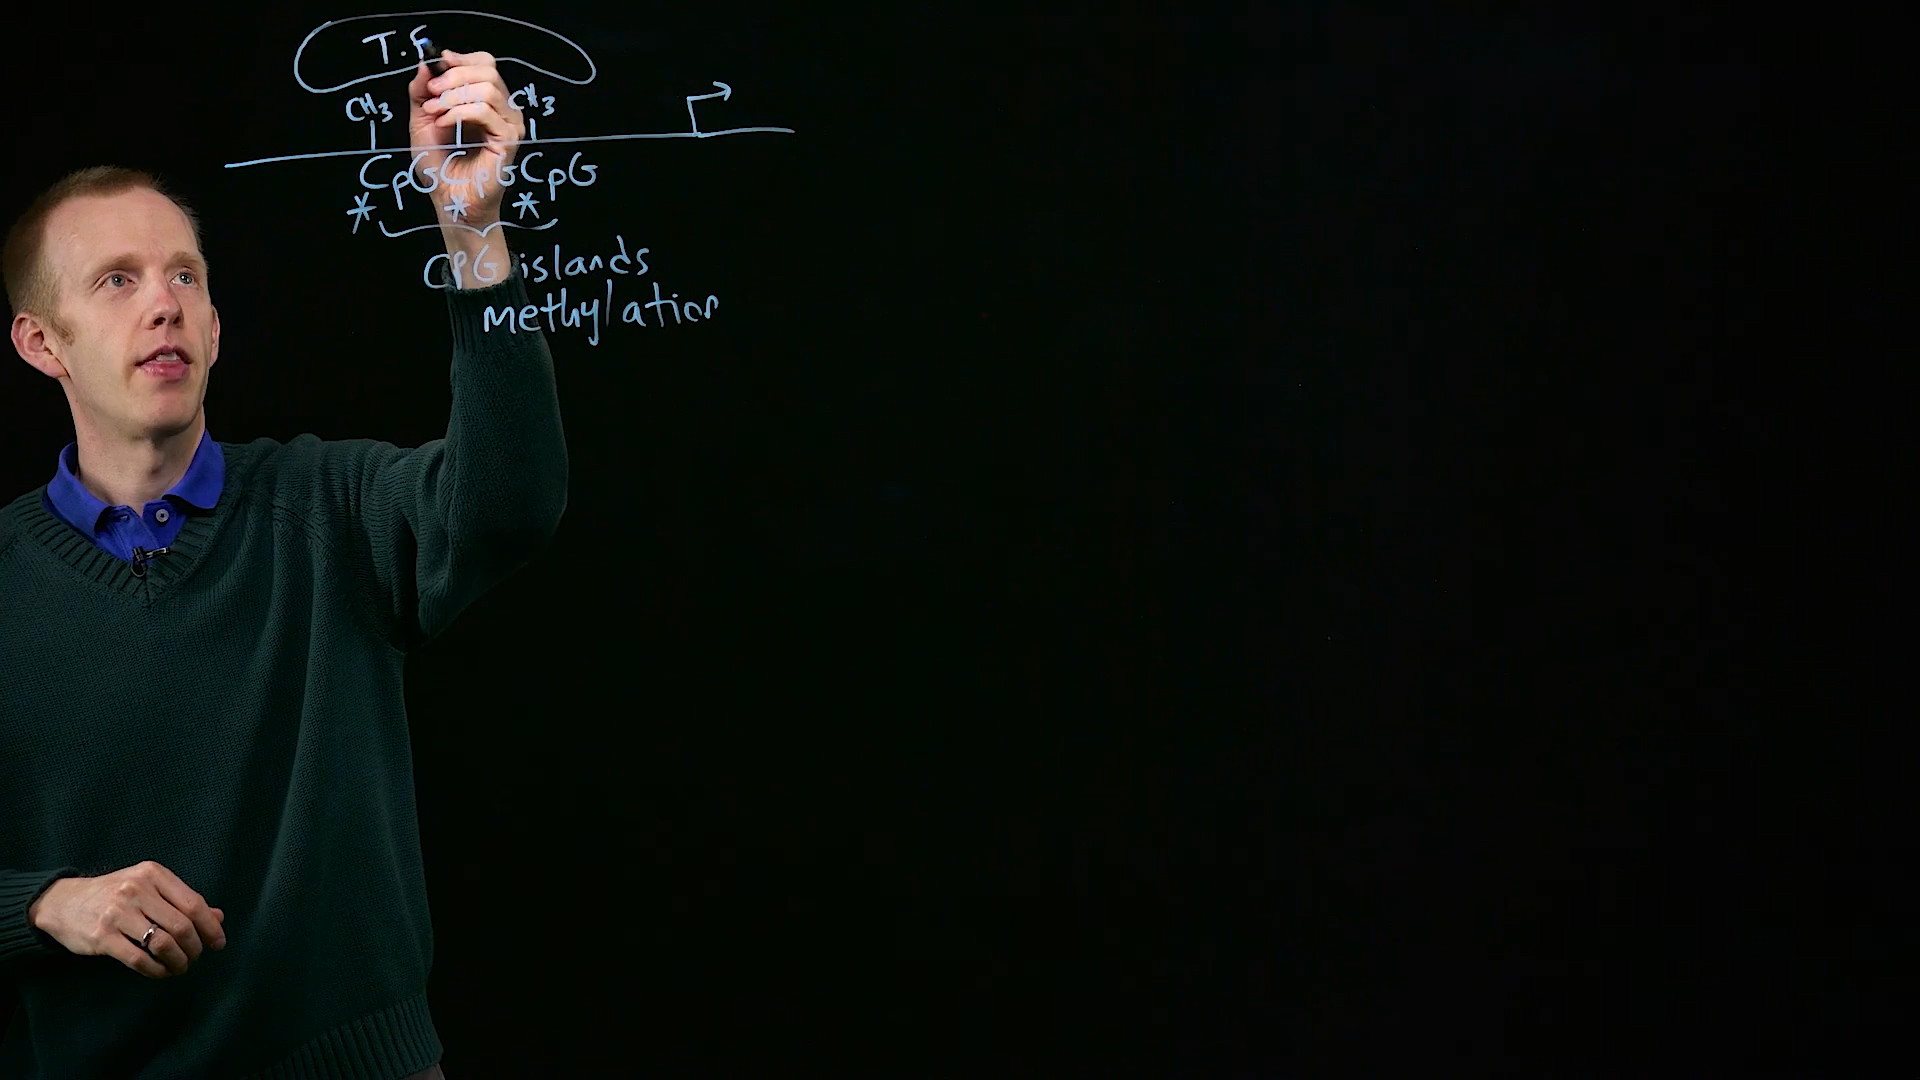 T.F
CH3 CH3
CpGCpGCpG
* * *
CPG islands
methylation